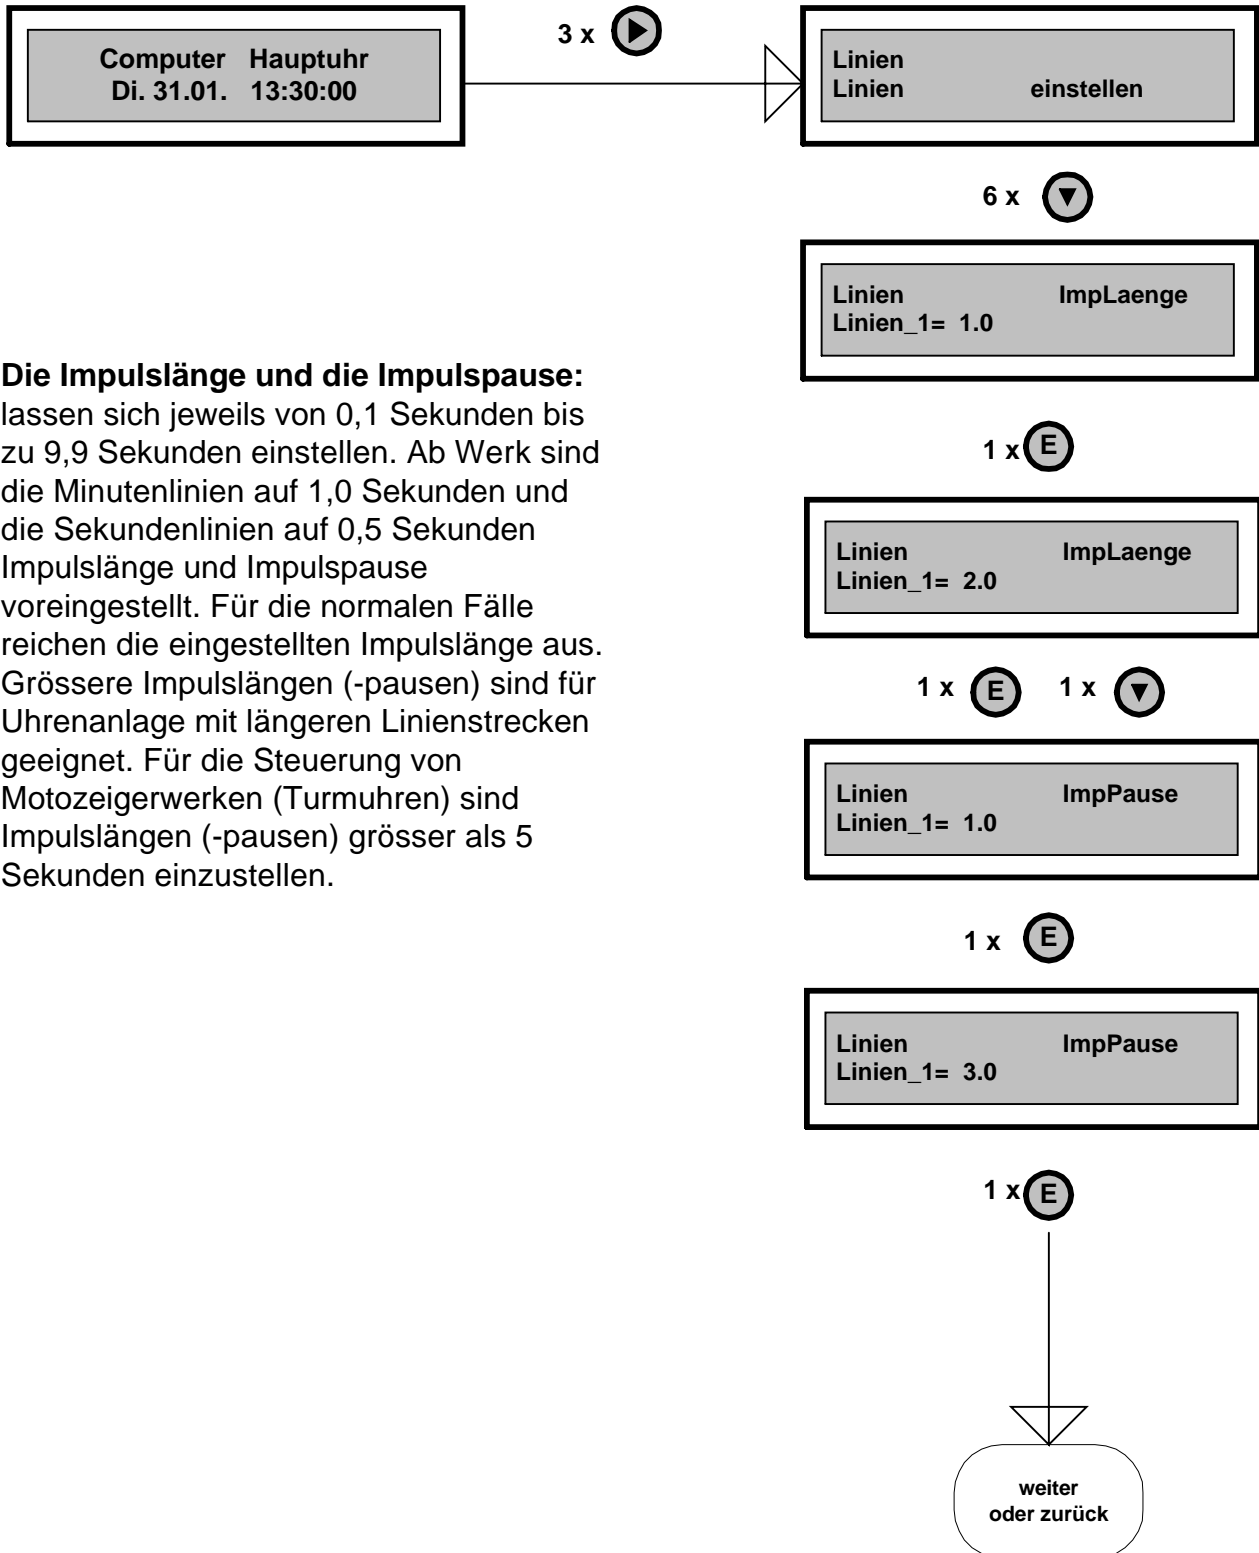 Computer Hauptuhr
Di. 31.01. 13:30:00
3 x
Linien
Linien einstellen
6 x
Linien ImpLaenge
Linien_1= 1.0
Die Impulslänge und die Impulspause:
lassen sich jeweils von 0,1 Sekunden bis
zu 9,9 Sekunden einstellen. Ab Werk sind
die Minutenlinien auf 1,0 Sekunden und
die Sekundenlinien auf 0,5 Sekunden
Impulslänge und Impulspause
voreingestellt. Für die normalen Fälle
reichen die eingestellten Impulslänge aus.
Grössere Impulslängen (-pausen) sind für
Uhrenanlage mit längeren Linienstrecken
geeignet. Für die Steuerung von
Motozeigerwerken (Turmuhren) sind
Impulslängen (-pausen) grösser als 5
Sekunden einzustellen.
1 x E
Linien ImpLaenge
Linien_1= 2.0
1 x E 1 x
Linien ImpPause
Linien_1= 1.0
1 x E
Linien ImpPause
Linien_1= 3.0
1 x E
weiter
oder zurück